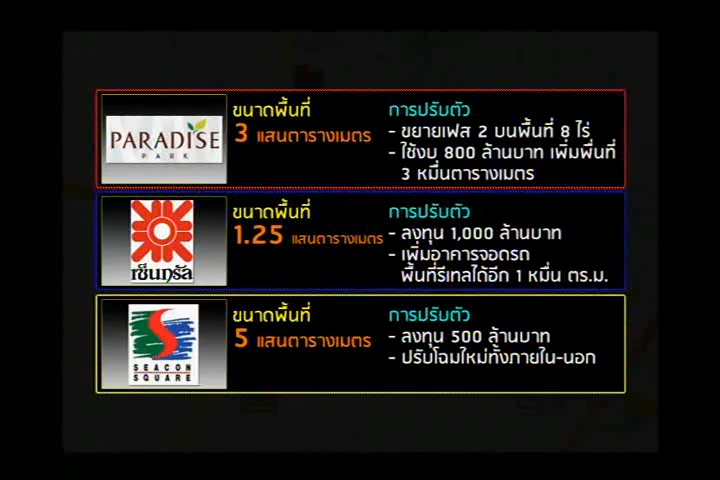 PARADISE
PARK
ขนาดพื้นที่
3 แสนตารางเมตร
การปรับตัว
- ขยายเฟส 2 บนพื้นที่ 8 ไร่
- ใช้งบ 800 ล้านบาท เพิ่มพื้นที่
3 หมื่นตารางเมตร
เซ็นทรัล
ขนาดพื้นที่
1.25 แสนตารางเมตร
การปรับตัว
- ลงทุน 1,000 ล้านบาท
- เพิ่มอาคารจอดรถ
พื้นที่รีเทลได้อีก 1 หมื่น ตร.ม.
SEACON
SQUARE
ขนาดพื้นที่
5 แสนตารางเมตร
การปรับตัว
- ลงทุน 500 ล้านบาท
- ปรับโฉมใหม่ทั้งภายใน-นอก